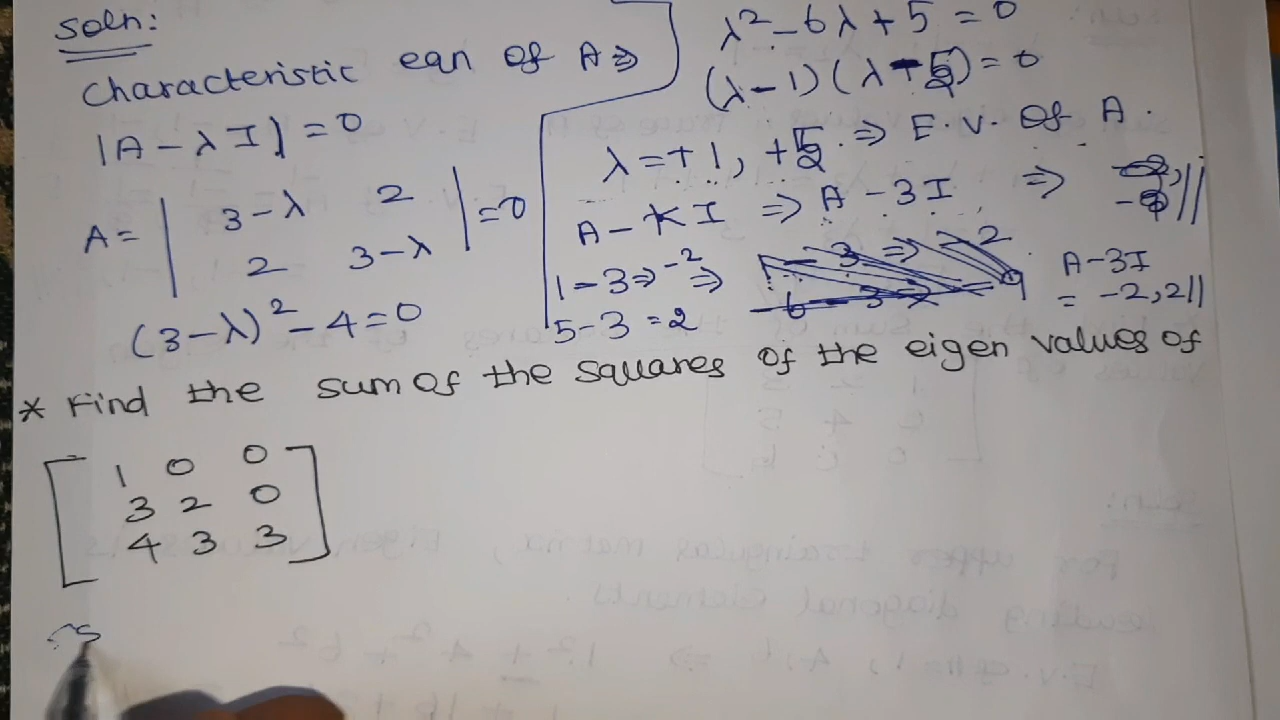 Soln:
Characteristic eqn of A ⇒
|A - λI| = 0
A = | 3-λ 2 | = 0
2 3-λ
(3-λ)² - 4 = 0
λ² - 6λ + 5 = 0
(λ-1)(λ-5) = 0
λ = +1, +5 ⇒ E.V. of A.
A - KI ⇒ A - 3I ⇒
1-3 ⇒ -2 ⇒
5-3 = 2
- 3 ⇒ -2
6 - 3 ⇒
A-3I
= -2, 2//
* Find the sum of the squares of the eigen values of
1 0 0
3 2 0
4 3 3